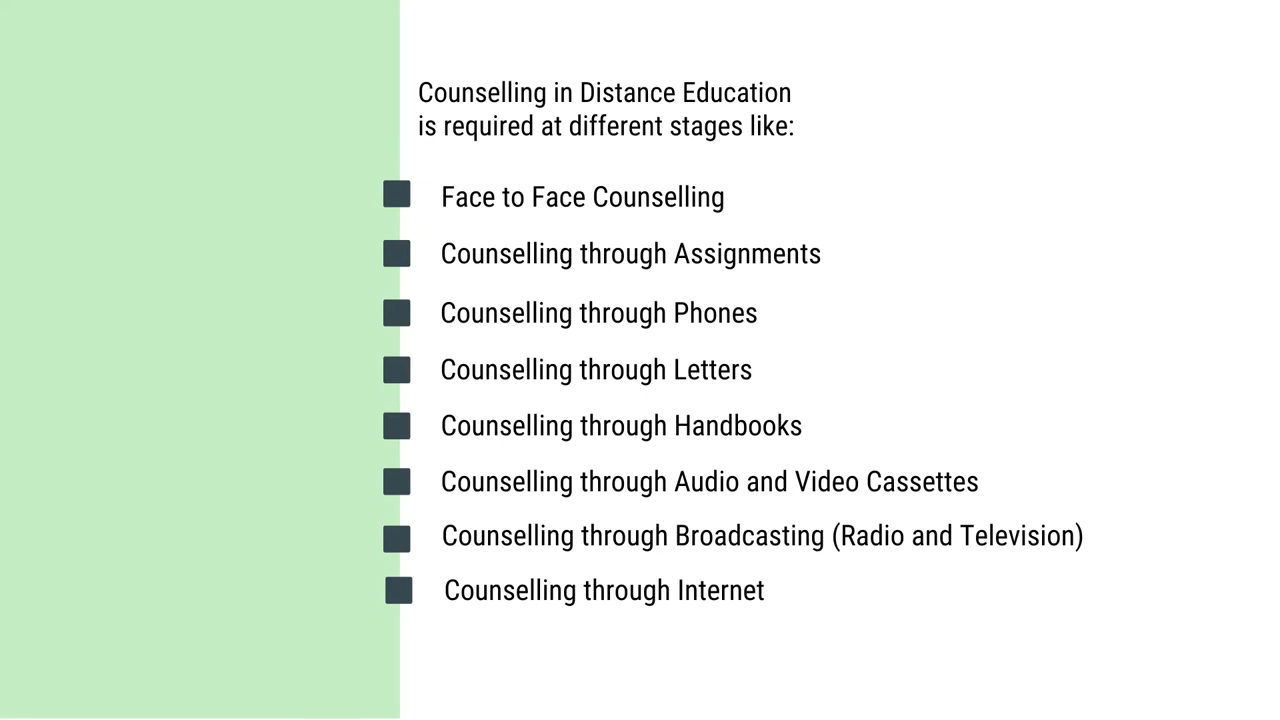 Counselling in Distance Education
is required at different stages like:
Face to Face Counselling
Counselling through Assignments
Counselling through Phones
Counselling through Letters
Counselling through Handbooks
Counselling through Audio and Video Cassettes
Counselling through Broadcasting (Radio and Television)
Counselling through Internet